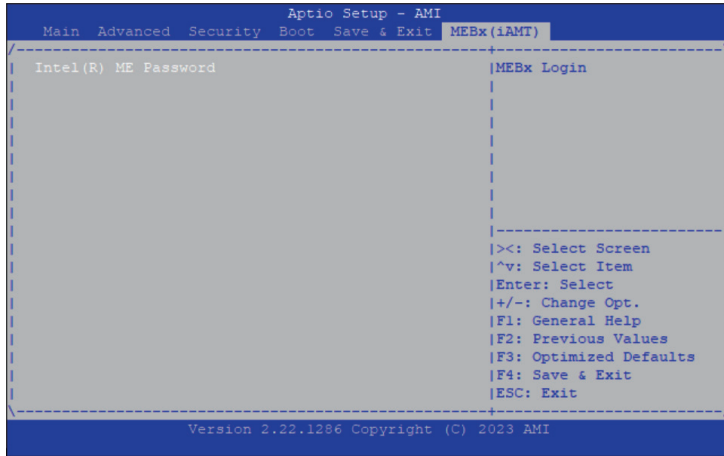 Aptio Setup - AMI
Main Advanced Security Boot Save & Exit MEBx(iAMT)
Intel(R) ME Password
MEBx Login
><: Select Screen
^v: Select Item
Enter: Select
+/-: Change Opt.
F1: General Help
F2: Previous Values
F3: Optimized Defaults
F4: Save & Exit
ESC: Exit
Version 2.22.1286 Copyright (C) 2023 AMI